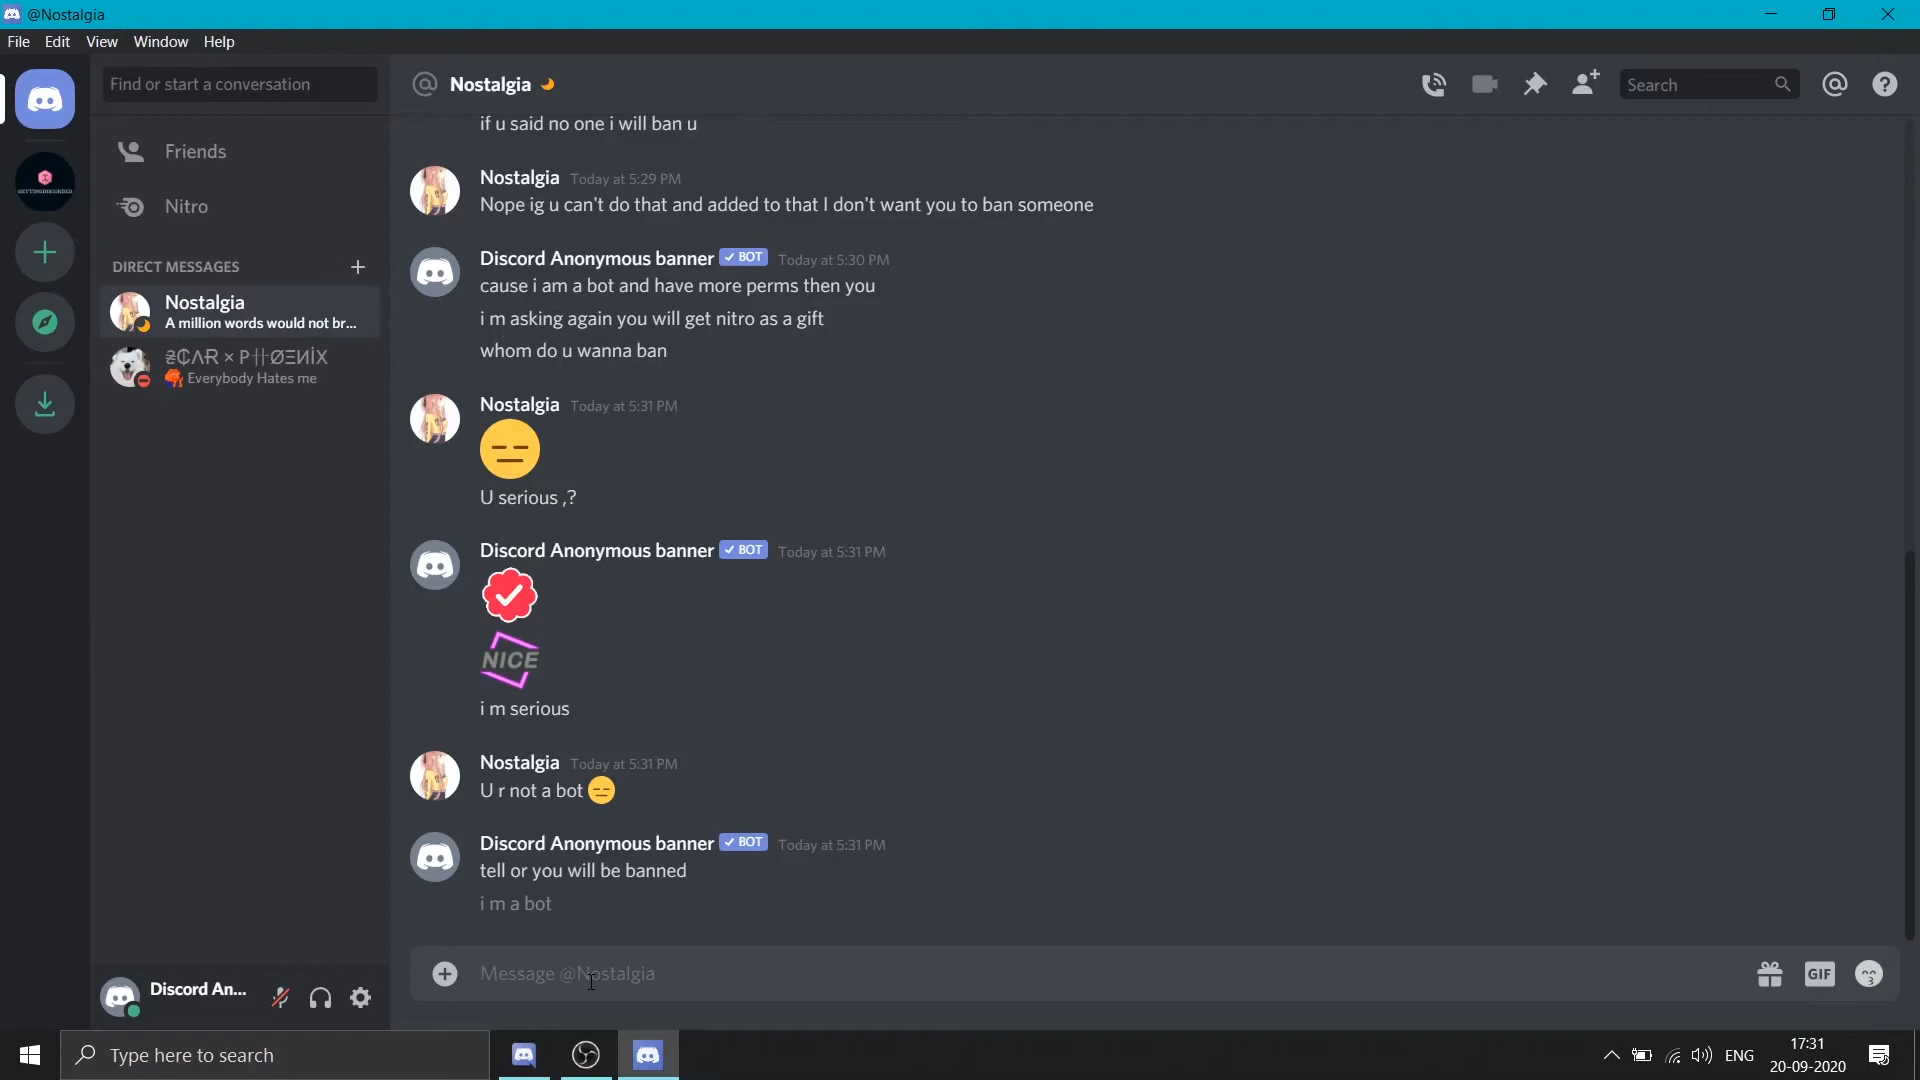 @Nostalgia
File Edit View Window Help
Find or start a conversation
@ Nostalgia
Search
Friends
Nitro
DIRECT MESSAGES
Nostalgia
A million words would not br...
Everybody Hates me
if u said no one i will ban u
Nostalgia Today at 5:29 PM
Nope ig u can't do that and added to that I don't want you to ban someone
Discord Anonymous banner BOT Today at 5:30 PM
cause i am a bot and have more perms then you
i m asking again you will get nitro as a gift
whom do u wanna ban
Nostalgia Today at 5:31 PM
U serious ,?
Discord Anonymous banner BOT Today at 5:31 PM
NICE
i m serious
Nostalgia Today at 5:31 PM
U r not a bot
Discord Anonymous banner BOT Today at 5:31 PM
tell or you will be banned
i m a bot
Message @Nostalgia
GIF
Discord An...
Type here to search
ENG
17:31
20-09-2020